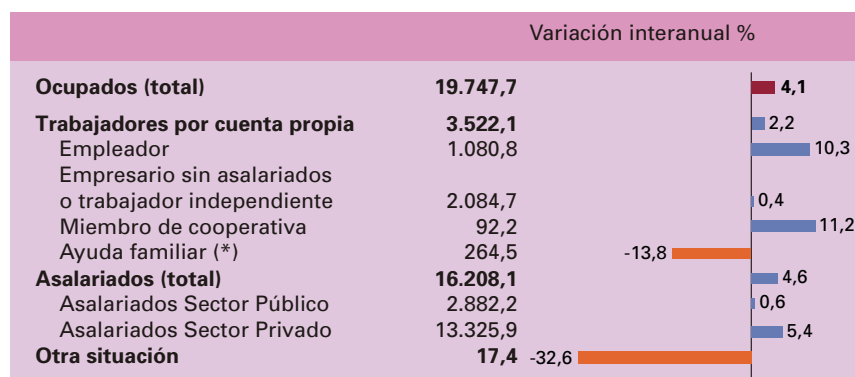 Variación interanual %
Ocupados (total) 19.747,7 4,1
Trabajadores por cuenta propia 3.522,1 2,2
Empleador 1.080,8 10,3
Empresario sin asalariados
o trabajador independiente 2.084,7 0,4
Miembro de cooperativa 92,2 11,2
Ayuda familiar (*) 264,5 -13,8
Asalariados (total) 16.208,1 4,6
Asalariados Sector Público 2.882,2 0,6
Asalariados Sector Privado 13.325,9 5,4
Otra situación 17,4 -32,6